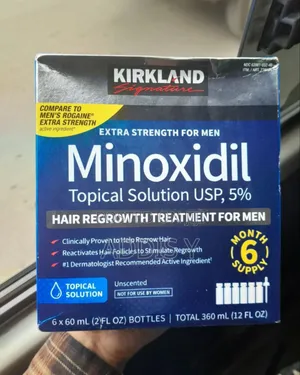 KIRKLAND
Signature
COMPARE TO
MEN'S ROGAINE®
EXTRA STRENGTH
active ingredient*
EXTRA STRENGTH FOR MEN
Minoxidil
Topical Solution USP, 5%
HAIR REGROWTH TREATMENT FOR MEN
• Clinically Proven to Help Regrow Hair
• Reactivates Hair Follicles to Stimulate Regrowth
• #1 Dermatologist Recommended Active Ingredient†
MONTH
6
SUPPLY
TOPICAL
SOLUTION
Unscented
NOT FOR USE BY WOMEN
6 x 60 mL (2 FL OZ) BOTTLES | TOTAL 360 mL (12 FL OZ)